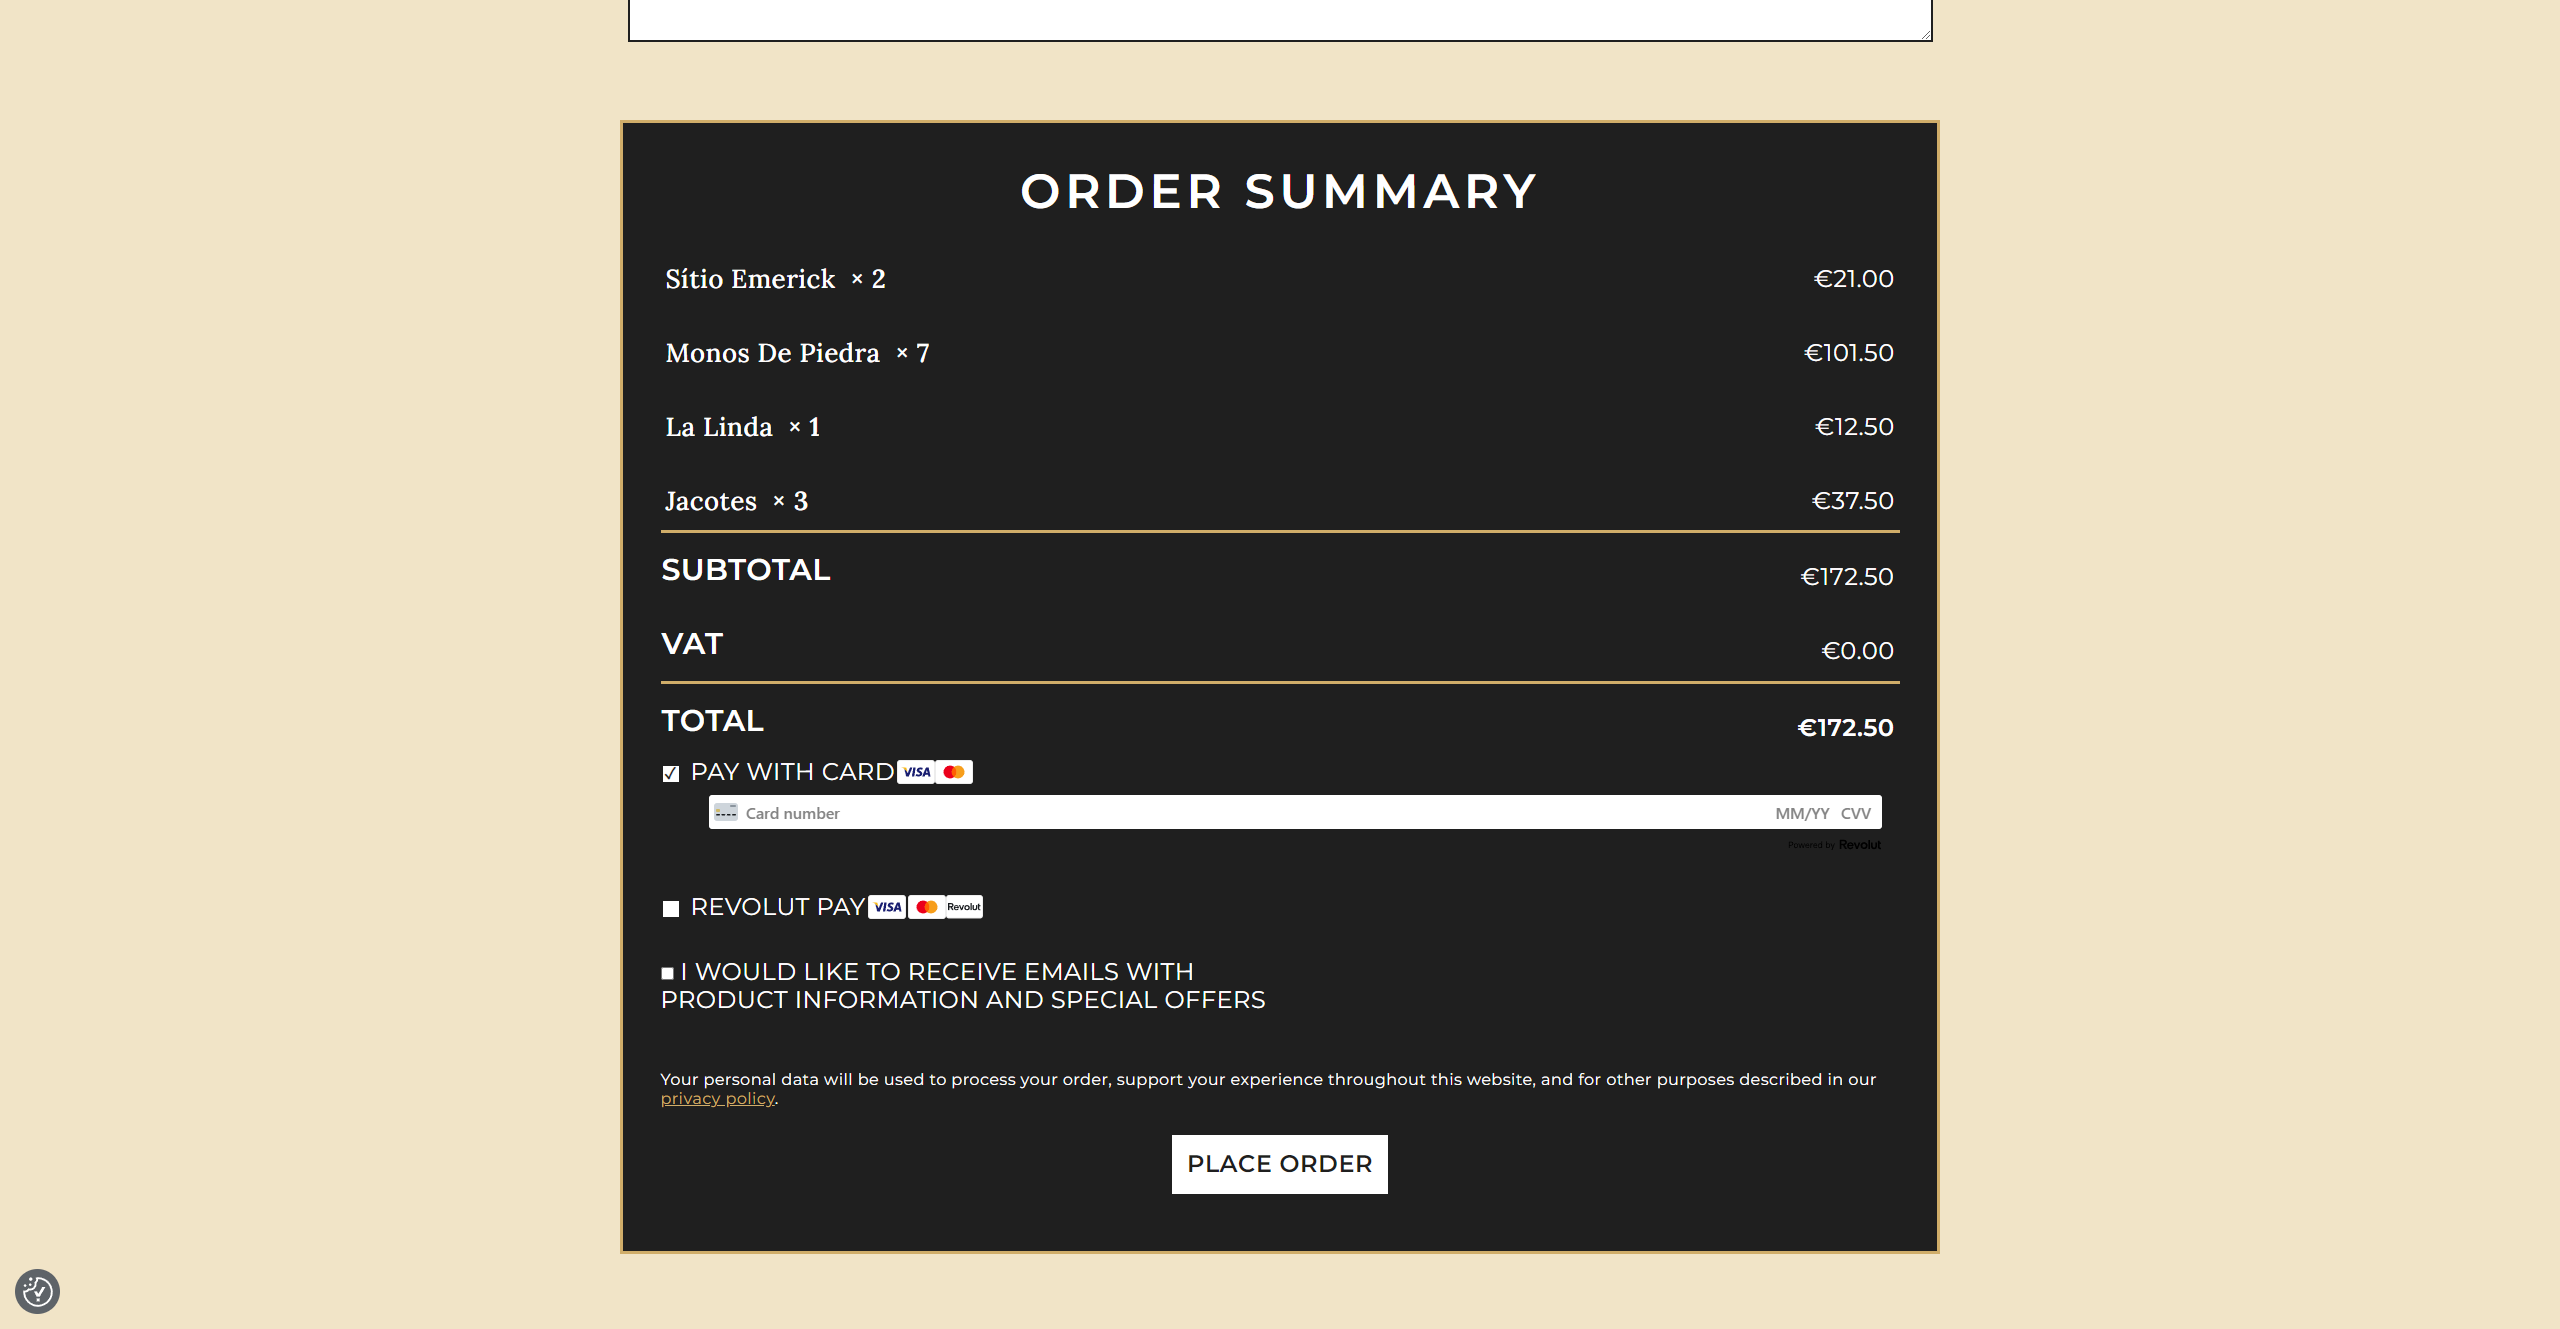 ORDER SUMMARY
Sítio Emerick × 2 €21.00
Monos De Piedra × 7 €101.50
La Linda × 1 €12.50
Jacotes × 3 €37.50
SUBTOTAL €172.50
VAT €0.00
TOTAL €172.50
PAY WITH CARD VISA
Card number MM/YY CVV
Powered by Revolut
REVOLUT PAY VISA Revolut
I WOULD LIKE TO RECEIVE EMAILS WITH
PRODUCT INFORMATION AND SPECIAL OFFERS
Your personal data will be used to process your order, support your experience throughout this website, and for other purposes described in our
privacy policy.
PLACE ORDER